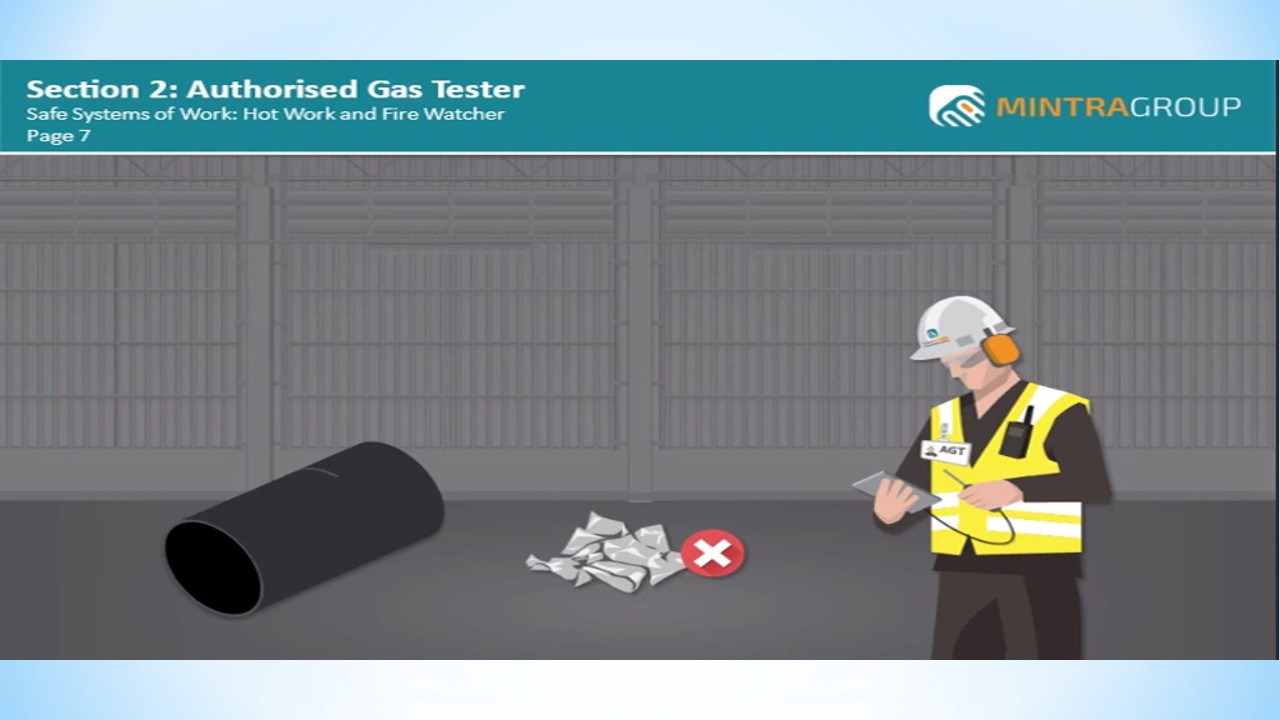 Section 2: Authorised Gas Tester
Safe Systems of Work: Hot Work and Fire Watcher
Page 7
MINTRAGROUP
AGT